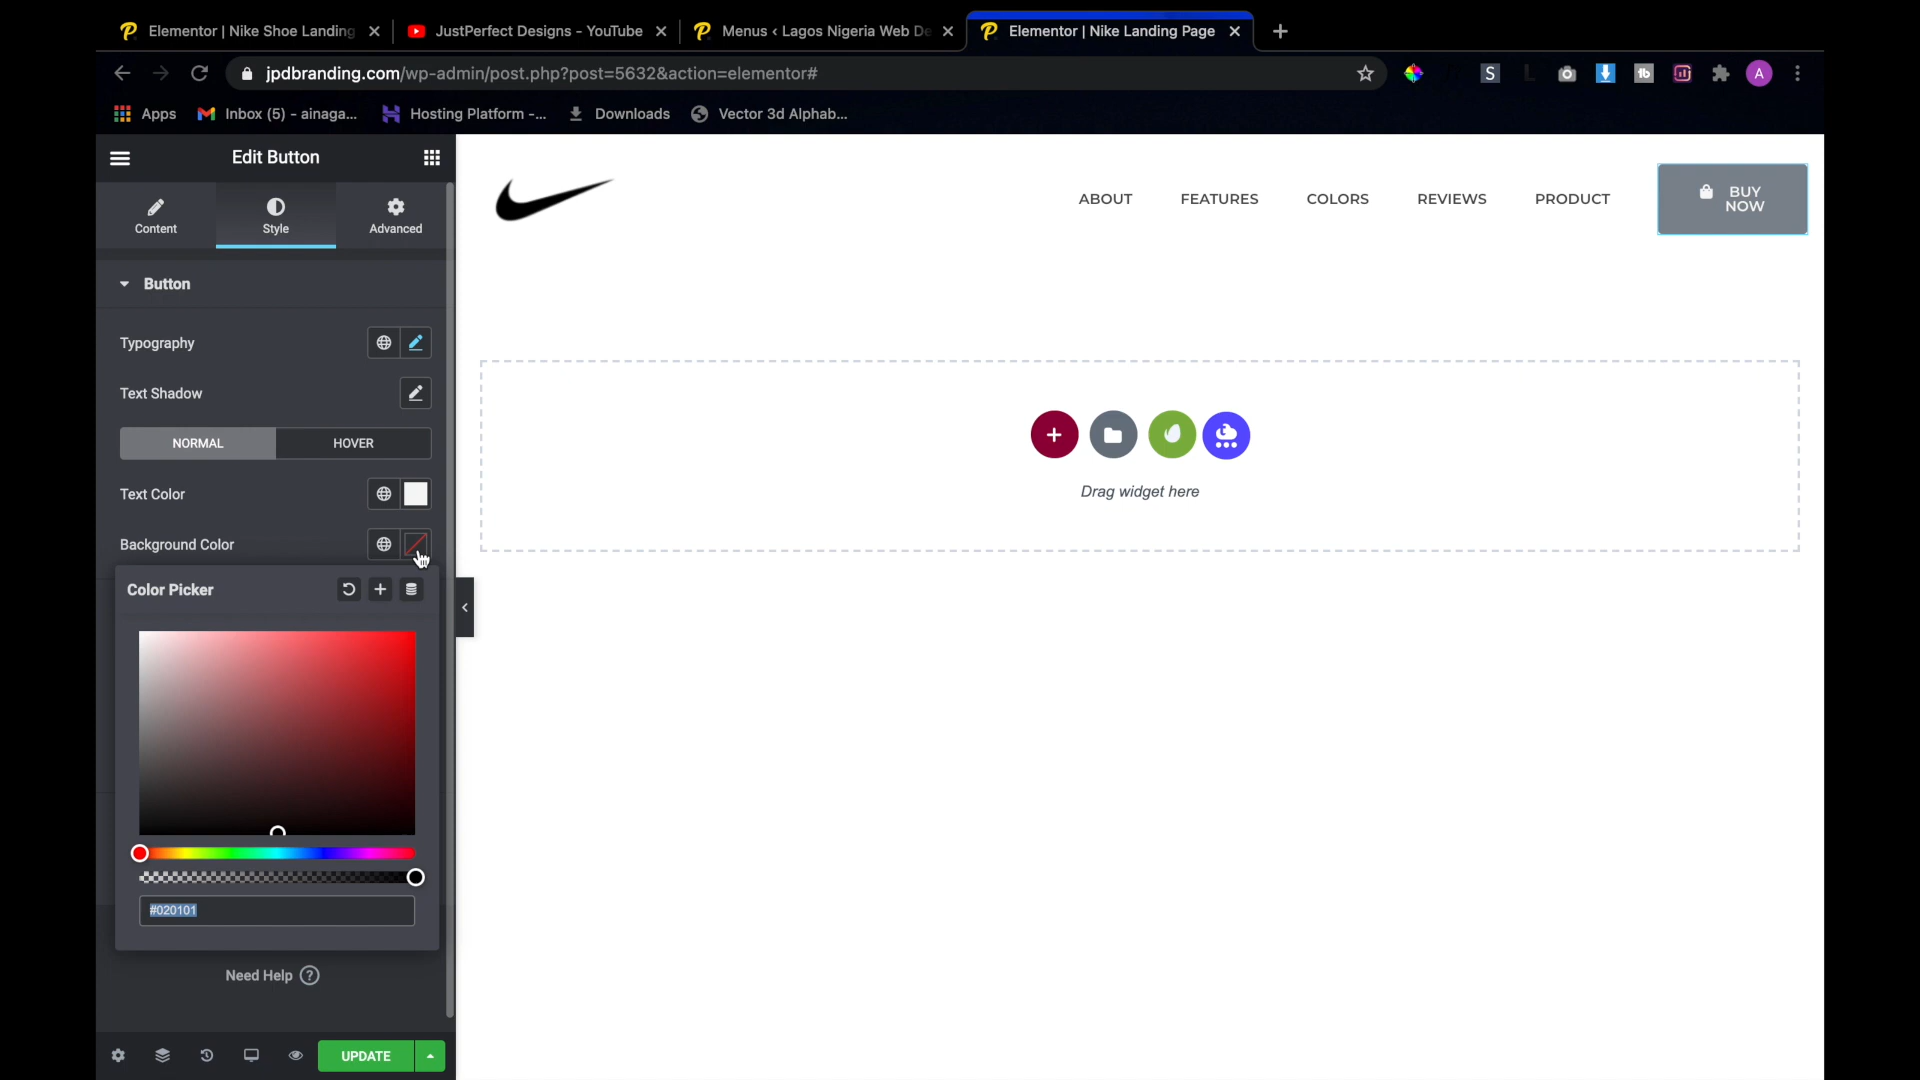 Elementor | Nike Shoe Landing
JustPerfect Designs - YouTube
Menus ‹ Lagos Nigeria Web De
Elementor | Nike Landing Page
jpdbranding.com/wp-admin/post.php?post=5632&action=elementor#
S
L
tb
A
Apps
Inbox (5) - ainaga...
Hosting Platform -...
Downloads
Vector 3d Alphab...
Edit Button
Content
Style
Advanced
Button
Typography
Text Shadow
NORMAL
HOVER
Text Color
Background Color
Color Picker
#020101
Need Help
?
UPDATE
ABOUT
FEATURES
COLORS
REVIEWS
PRODUCT
BUY
NOW
Drag widget here